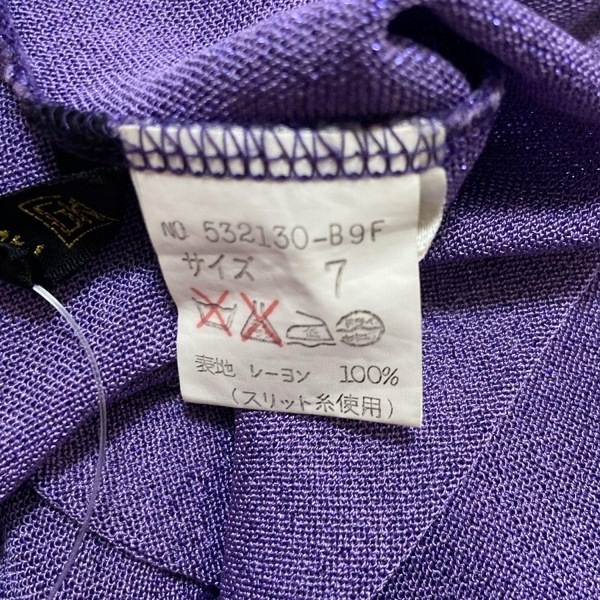 NO 532130-B9F
サイズ 7
表地 レーヨン 100%
(スリット糸使用)